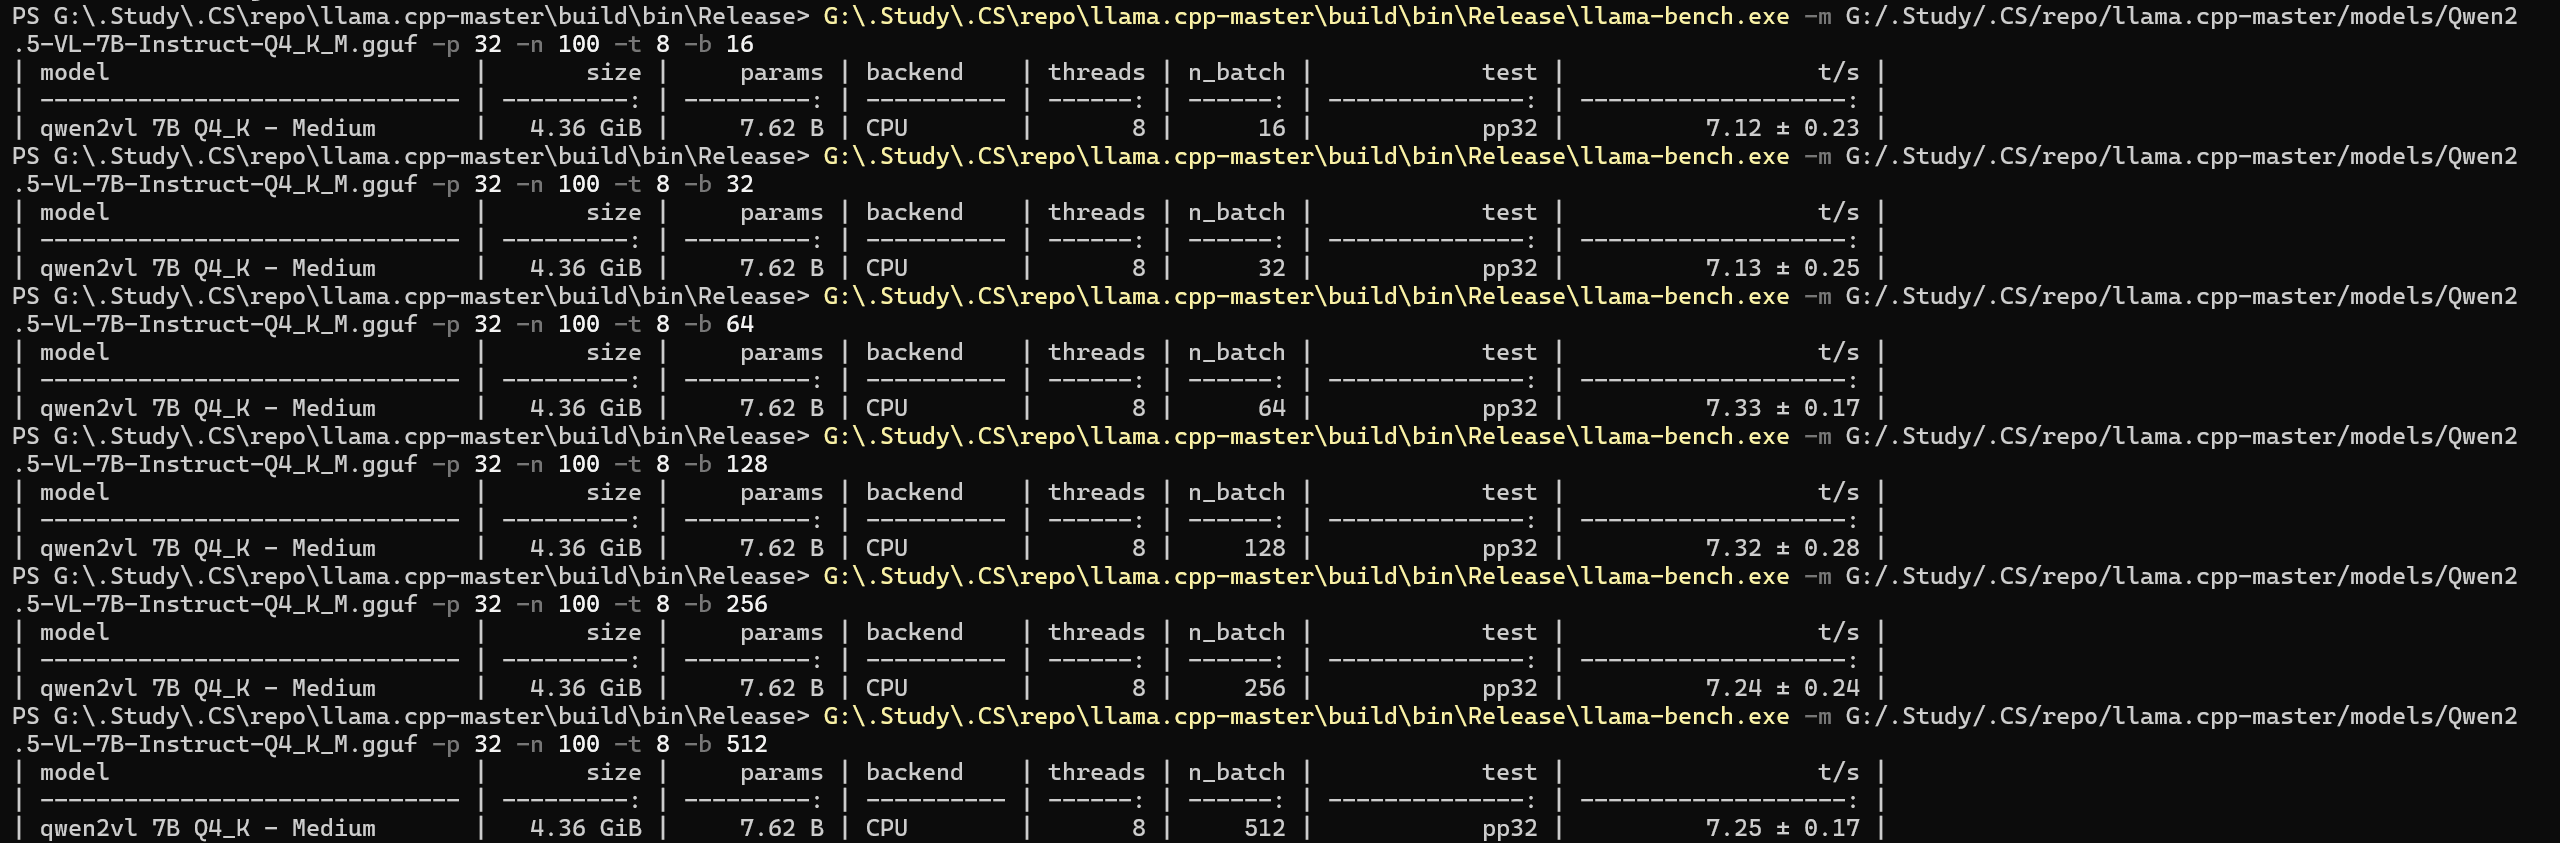 PS G:\.Study\.CS\repo\llama.cpp-master\build\bin\Release> G:\.Study\.CS\repo\llama.cpp-master\build\bin\Release\llama-bench.exe -m G:/.Study/.CS/repo/llama.cpp-master/models/Qwen2
.5-VL-7B-Instruct-Q4_K_M.gguf -p 32 -n 100 -t 8 -b 16
| model                          |       size |     params | backend    | threads | n_batch |            test |                  t/s |
| ------------------------------ | ---------: | ---------: | ---------- | ------: | ------: | --------------: | -------------------: |
| qwen2vl 7B Q4_K - Medium       |   4.36 GiB |     7.62 B | CPU        |       8 |      16 |            pp32 |          7.12 ± 0.23 |
PS G:\.Study\.CS\repo\llama.cpp-master\build\bin\Release> G:\.Study\.CS\repo\llama.cpp-master\build\bin\Release\llama-bench.exe -m G:/.Study/.CS/repo/llama.cpp-master/models/Qwen2
.5-VL-7B-Instruct-Q4_K_M.gguf -p 32 -n 100 -t 8 -b 32
| model                          |       size |     params | backend    | threads | n_batch |            test |                  t/s |
| ------------------------------ | ---------: | ---------: | ---------- | ------: | ------: | --------------: | -------------------: |
| qwen2vl 7B Q4_K - Medium       |   4.36 GiB |     7.62 B | CPU        |       8 |      32 |            pp32 |          7.13 ± 0.25 |
PS G:\.Study\.CS\repo\llama.cpp-master\build\bin\Release> G:\.Study\.CS\repo\llama.cpp-master\build\bin\Release\llama-bench.exe -m G:/.Study/.CS/repo/llama.cpp-master/models/Qwen2
.5-VL-7B-Instruct-Q4_K_M.gguf -p 32 -n 100 -t 8 -b 64
| model                          |       size |     params | backend    | threads | n_batch |            test |                  t/s |
| ------------------------------ | ---------: | ---------: | ---------- | ------: | ------: | --------------: | -------------------: |
| qwen2vl 7B Q4_K - Medium       |   4.36 GiB |     7.62 B | CPU        |       8 |      64 |            pp32 |          7.33 ± 0.17 |
PS G:\.Study\.CS\repo\llama.cpp-master\build\bin\Release> G:\.Study\.CS\repo\llama.cpp-master\build\bin\Release\llama-bench.exe -m G:/.Study/.CS/repo/llama.cpp-master/models/Qwen2
.5-VL-7B-Instruct-Q4_K_M.gguf -p 32 -n 100 -t 8 -b 128
| model                          |       size |     params | backend    | threads | n_batch |            test |                  t/s |
| ------------------------------ | ---------: | ---------: | ---------- | ------: | ------: | --------------: | -------------------: |
| qwen2vl 7B Q4_K - Medium       |   4.36 GiB |     7.62 B | CPU        |       8 |     128 |            pp32 |          7.32 ± 0.28 |
PS G:\.Study\.CS\repo\llama.cpp-master\build\bin\Release> G:\.Study\.CS\repo\llama.cpp-master\build\bin\Release\llama-bench.exe -m G:/.Study/.CS/repo/llama.cpp-master/models/Qwen2
.5-VL-7B-Instruct-Q4_K_M.gguf -p 32 -n 100 -t 8 -b 256
| model                          |       size |     params | backend    | threads | n_batch |            test |                  t/s |
| ------------------------------ | ---------: | ---------: | ---------- | ------: | ------: | --------------: | -------------------: |
| qwen2vl 7B Q4_K - Medium       |   4.36 GiB |     7.62 B | CPU        |       8 |     256 |            pp32 |          7.24 ± 0.24 |
PS G:\.Study\.CS\repo\llama.cpp-master\build\bin\Release> G:\.Study\.CS\repo\llama.cpp-master\build\bin\Release\llama-bench.exe -m G:/.Study/.CS/repo/llama.cpp-master/models/Qwen2
.5-VL-7B-Instruct-Q4_K_M.gguf -p 32 -n 100 -t 8 -b 512
| model                          |       size |     params | backend    | threads | n_batch |            test |                  t/s |
| ------------------------------ | ---------: | ---------: | ---------- | ------: | ------: | --------------: | -------------------: |
| qwen2vl 7B Q4_K - Medium       |   4.36 GiB |     7.62 B | CPU        |       8 |     512 |            pp32 |          7.25 ± 0.17 |